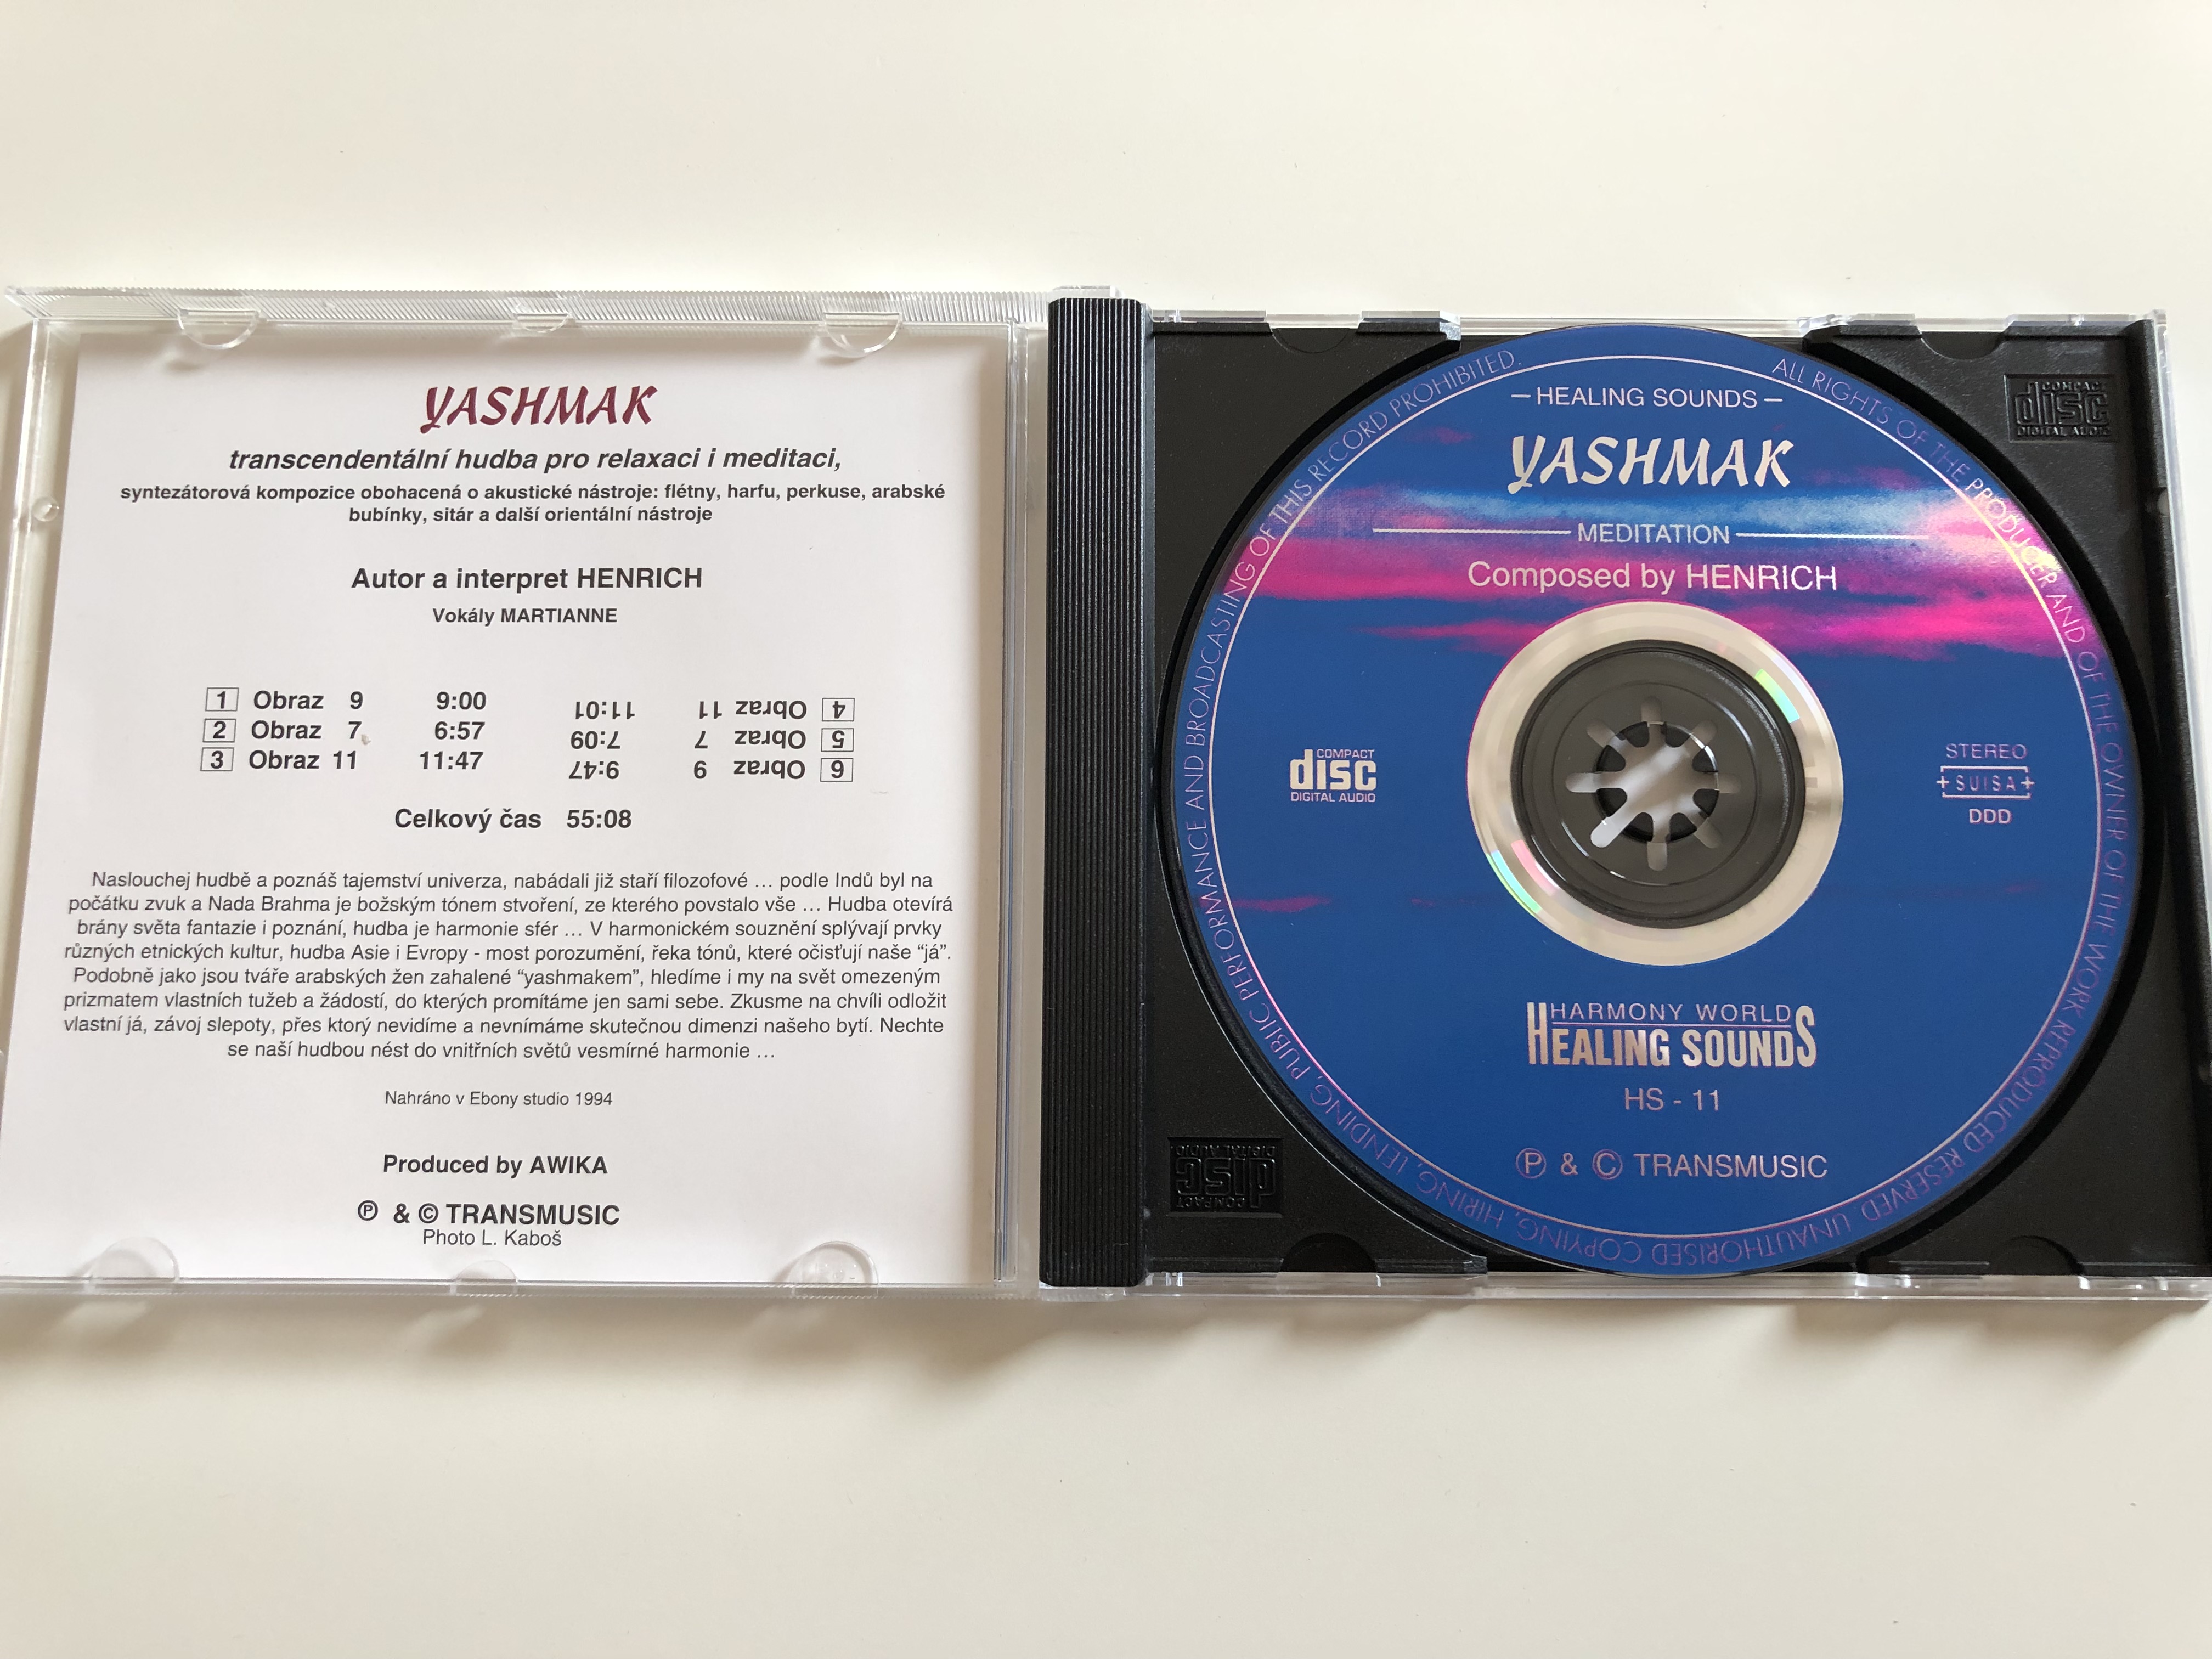 YASHMAK
transcendentální hudba pro relaxaci i meditaci,
syntezátorová kompozice obohacená o akustické nástroje: flétny, harfu, perkuse, arabské
bubínky, sitár a další orientální nástroje
Autor a interpret HENRICH
Vokály MARTIANNE
1 Obraz 9 9:00
2 Obraz 7 6:57
3 Obraz 11 11:47
4 Obraz 11 11:01
5 Obraz 7 7:09
6 Obraz 9 9:47
Celkový čas 55:08
Naslouchej hudbě a poznáš tajemství univerza, nabádali již staří filozofové … podle Indů byl na
počátku zvuk a Nada Brahma je božským tónem stvoření, ze kterého povstalo vše … Hudba otevírá
brány světa fantazie i poznání, hudba je harmonie sfér … V harmonickém souznění splývají prvky
různých etnických kultur, hudba Asie i Evropy - most porozumění, řeka tónů, které očisťují naše “já”.
Podobně jako jsou tváře arabských žen zahalené “yashmakem”, hledíme i my na svět omezeným
prizmatem vlastních tužeb a žádostí, do kterých promítáme jen sami sebe. Zkusme na chvíli odložit
vlastní já, závoj slepoty, přes ktorý nevidíme a nevnímáme skutečnou dimenzi našeho bytí. Nechte
se naší hudbou nést do vnitřních světů vesmírné harmonie …
Nahráno v Ebony studio 1994
Produced by AWIKA
℗ & © TRANSMUSIC
Photo L. Kaboš
ALL RIGHTS OF THE PRODUCER AND OF THE OWNER OF THE WORK REPRODUCED RESERVED. UNAUTHORISED COPYING, HIRING, LENDING, PUBLIC PERFORMANCE AND BROADCASTING OF THIS RECORD PROHIBITED.
— HEALING SOUNDS —
YASHMAK
MEDITATION
Composed by HENRICH
COMPACT
disc
DIGITAL AUDIO
STEREO
SUISA
DDD
HARMONY WORLD
HEALING SOUNDS
HS - 11
℗ & © TRANSMUSIC
COMPACT
disc
DIGITAL AUDIO
COMPACT
disc
DIGITAL AUDIO